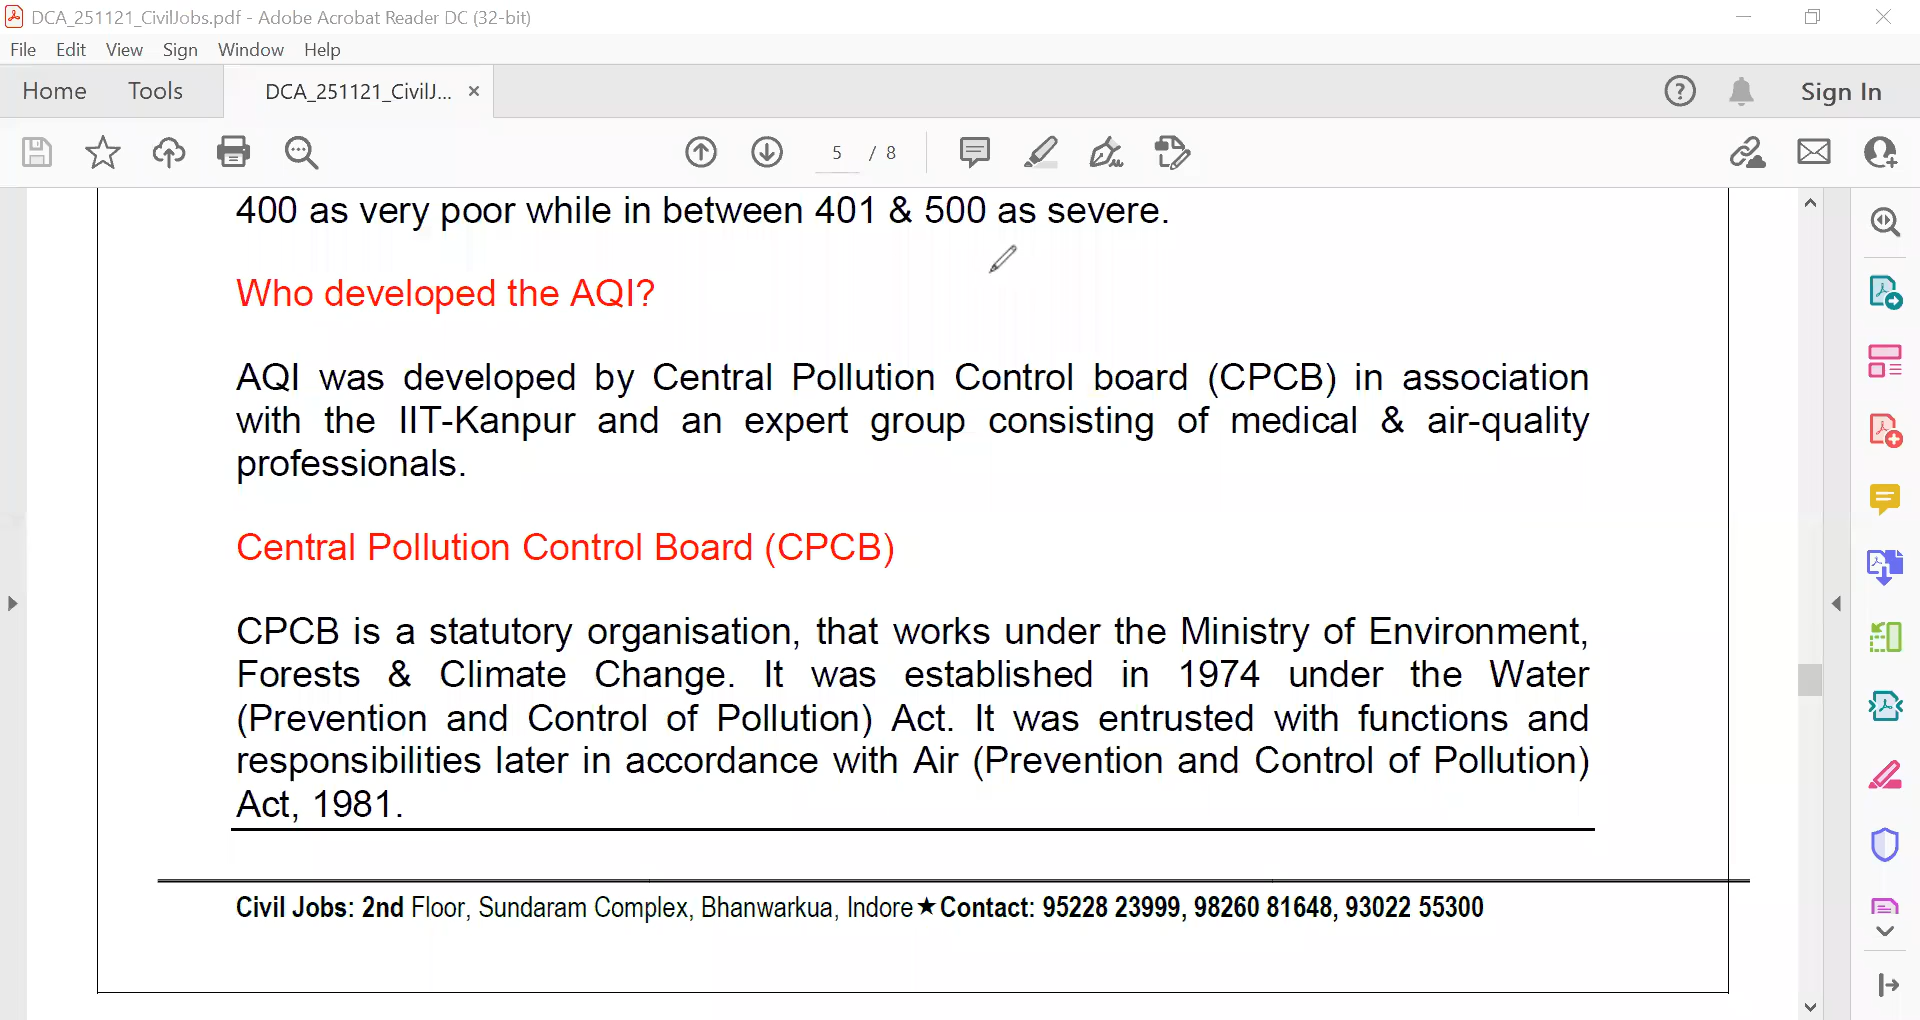 DCA_251121_CivilJobs.pdf - Adobe Acrobat Reader DC (32-bit)
File Edit View Sign Window Help
Home Tools DCA_251121_CivilJ... × ? Sign In
5 / 8
400 as very poor while in between 401 & 500 as severe.
Who developed the AQI?
AQI was developed by Central Pollution Control board (CPCB) in association
with the IIT-Kanpur and an expert group consisting of medical & air-quality
professionals.
Central Pollution Control Board (CPCB)
CPCB is a statutory organisation, that works under the Ministry of Environment,
Forests & Climate Change. It was established in 1974 under the Water
(Prevention and Control of Pollution) Act. It was entrusted with functions and
responsibilities later in accordance with Air (Prevention and Control of Pollution)
Act, 1981.
Civil Jobs: 2nd Floor, Sundaram Complex, Bhanwarkua, Indore★Contact: 95228 23999, 98260 81648, 93022 55300